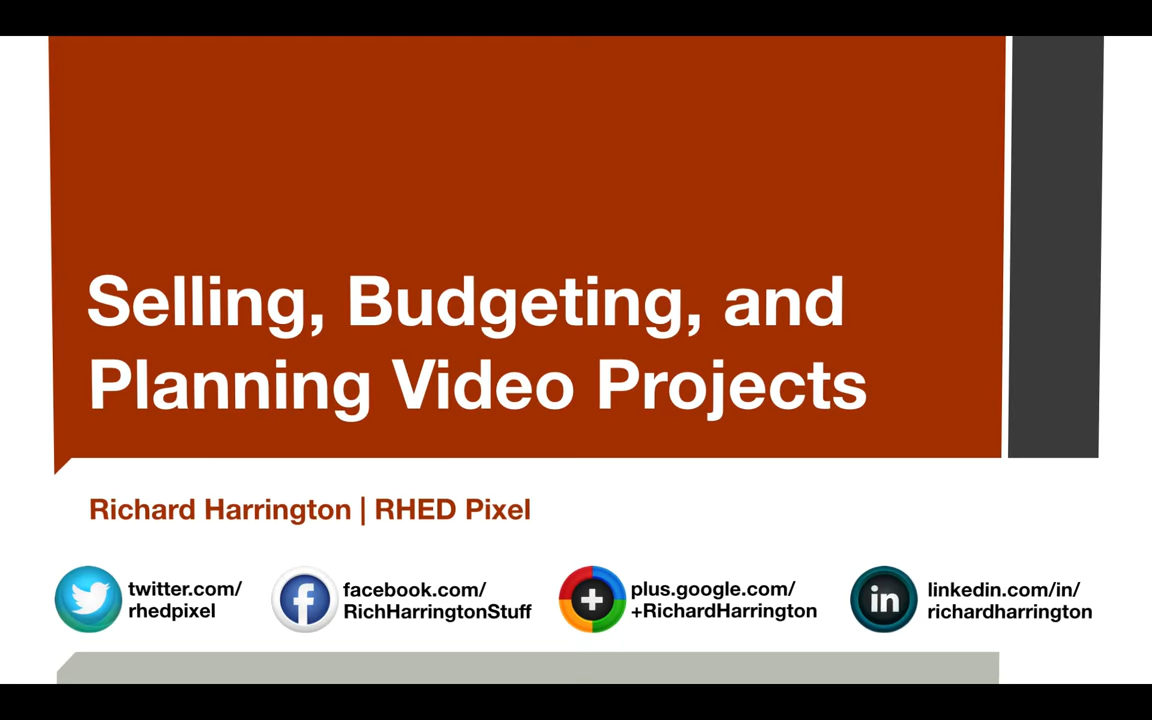 Selling, Budgeting, and
Planning Video Projects
Richard Harrington | RHED Pixel
twitter.com/
rhedpixel
facebook.com/
RichHarringtonStuff
plus.google.com/
+RichardHarrington
in
linkedin.com/in/
richardharrington